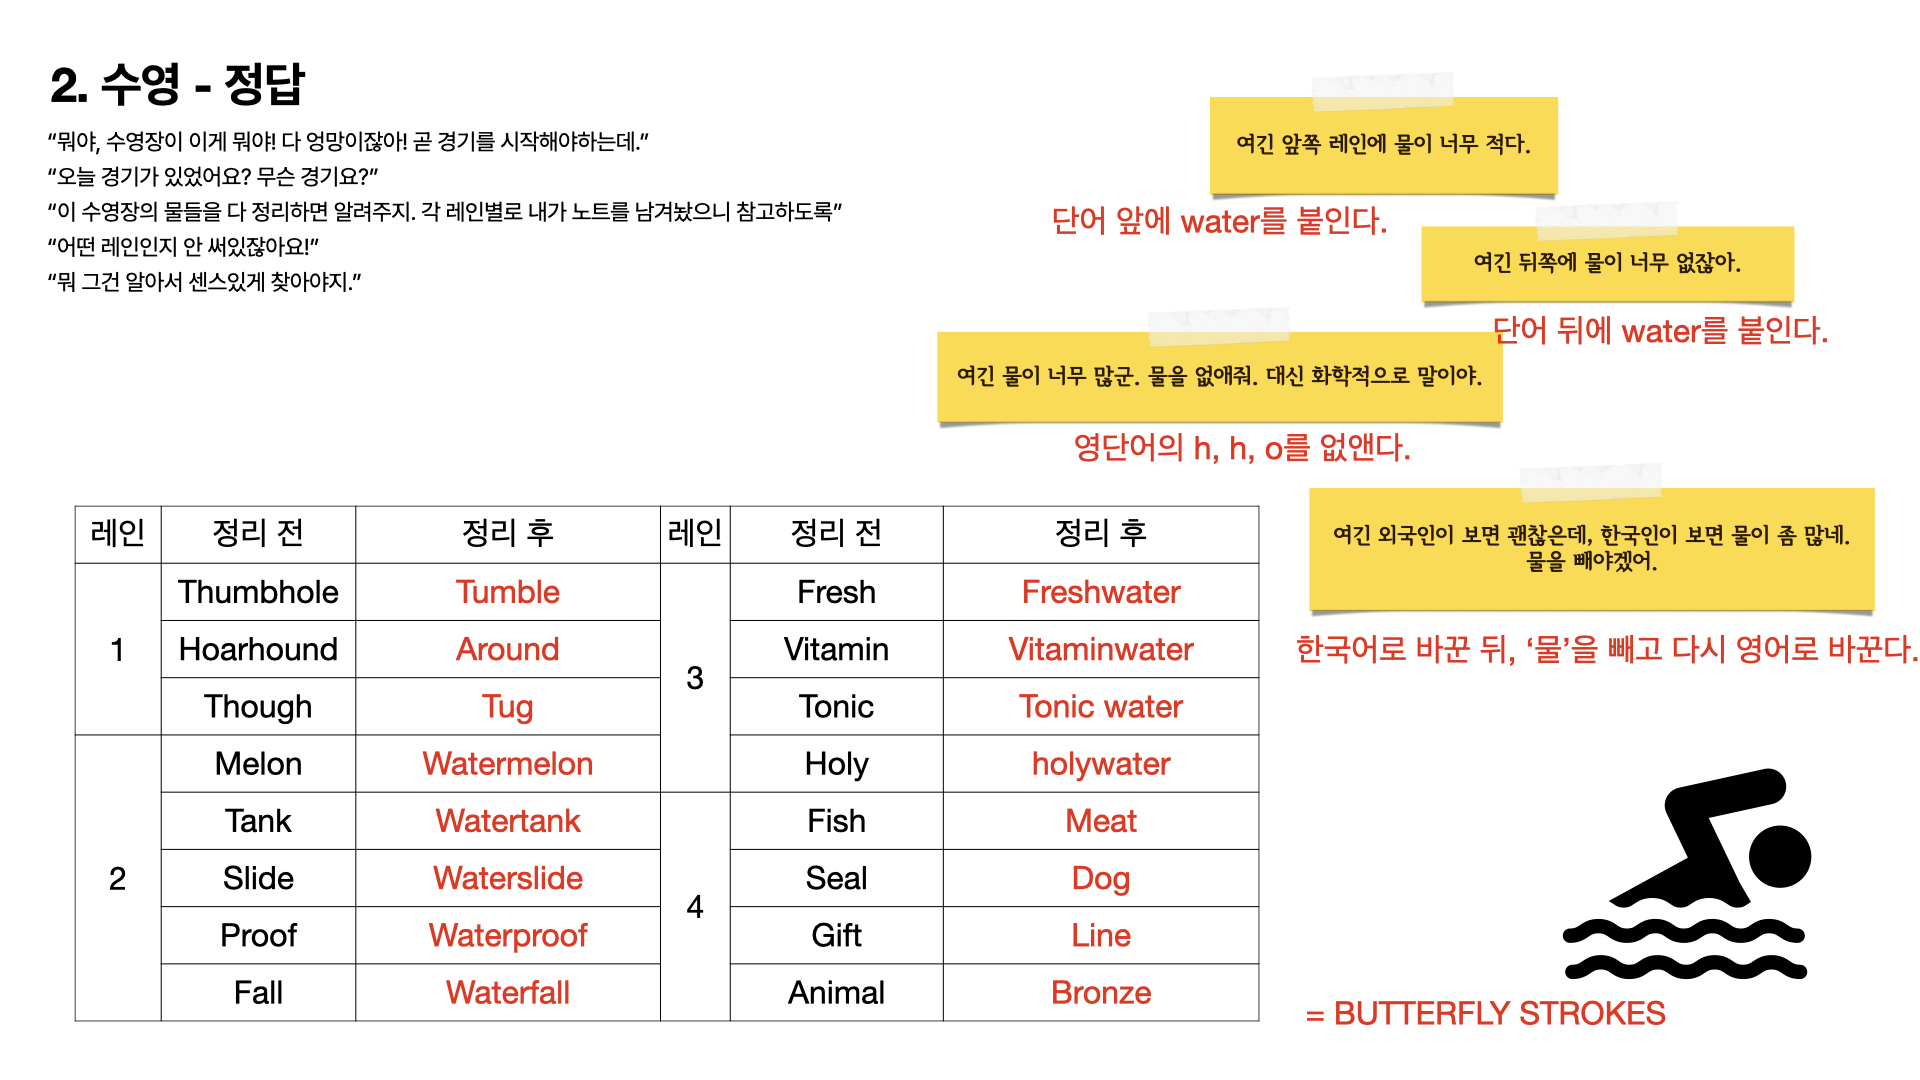 2. 수영 - 정답
“뭐야, 수영장이 이게 뭐야! 다 엉망이잖아! 곧 경기를 시작해야하는데.”
“오늘 경기가 있었어요? 무슨 경기요?”
“이 수영장의 물들을 다 정리하면 알려주지. 각 레인별로 내가 노트를 남겨놨으니 참고하도록”
“어떤 레인인지 안 써있잖아요!”
“뭐 그건 알아서 센스있게 찾아야지.”
여긴 앞쪽 레인에 물이 너무 적다.
단어 앞에 water를 붙인다.
여긴 뒤쪽에 물이 너무 없잖아.
단어 뒤에 water를 붙인다.
여긴 물이 너무 많군. 물을 없애줘. 대신 화학적으로 말이야.
영단어의 h, h, o를 없앤다.
여긴 외국인이 보면 괜찮은데, 한국인이 보면 물이 좀 많네.
물을 빼야겠어.
한국어로 바꾼 뒤, ‘물’을 빼고 다시 영어로 바꾼다.
레인 정리 전 정리 후 레인 정리 전 정리 후
1 Thumbhole Tumble 3 Fresh Freshwater
Hoarhound Around Vitamin Vitaminwater
Though Tug Tonic Tonic water
2 Melon Watermelon Holy holywater
Tank Watertank 4 Fish Meat
Slide Waterslide Seal Dog
Proof Waterproof Gift Line
Fall Waterfall Animal Bronze
= BUTTERFLY STROKES